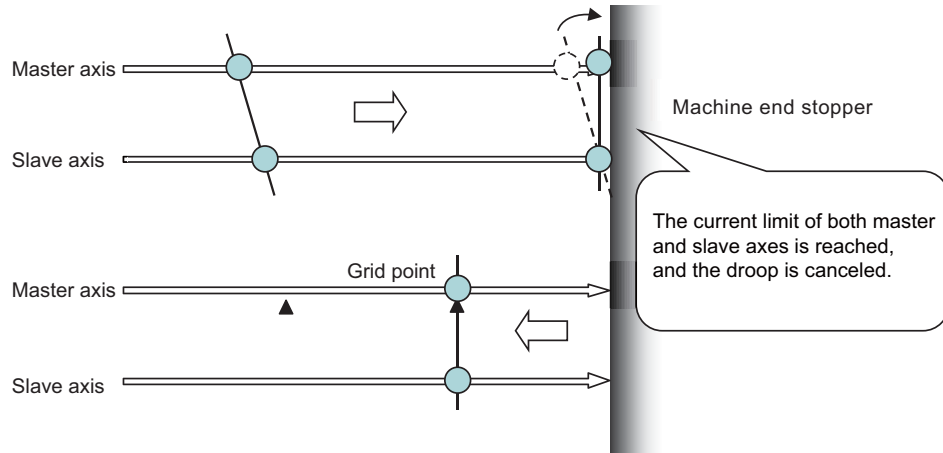 Master axis
Machine end stopper
Slave axis
The current limit of both master
and slave axes is reached,
and the droop is canceled.
Grid point
Master axis
Slave axis